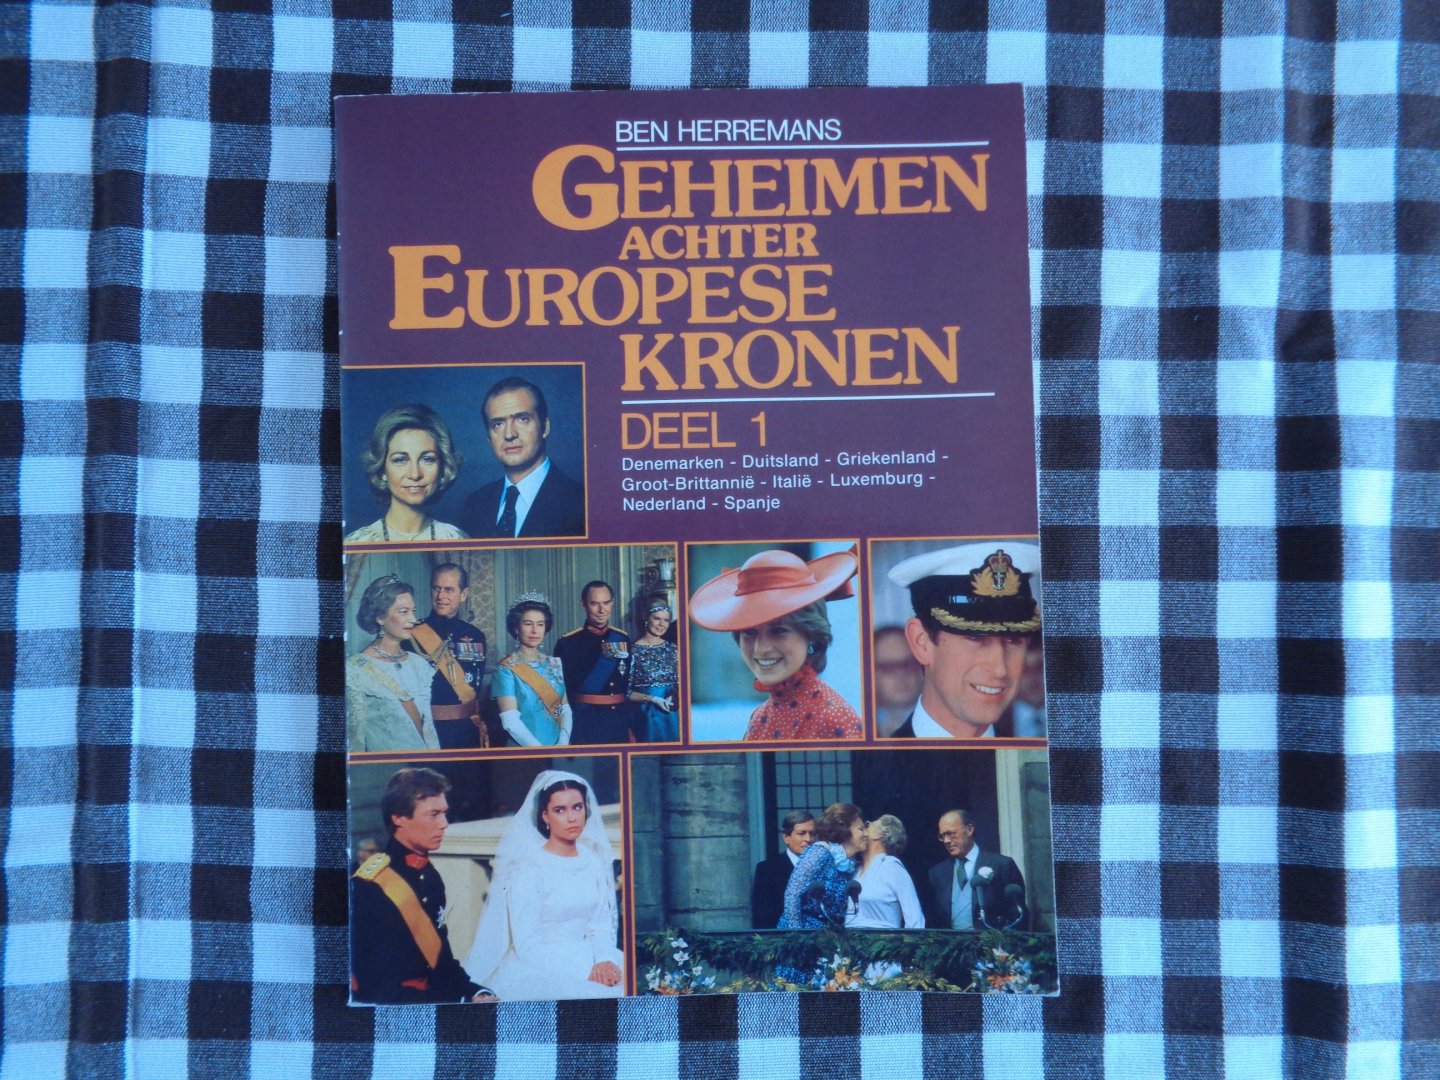 BEN HERREMANS
GEHEIMEN
ACHTER
EUROPESE
KRONEN
DEEL 1
Denemarken - Duitsland - Griekenland -
Groot-Brittannië - Italië - Luxemburg -
Nederland - Spanje